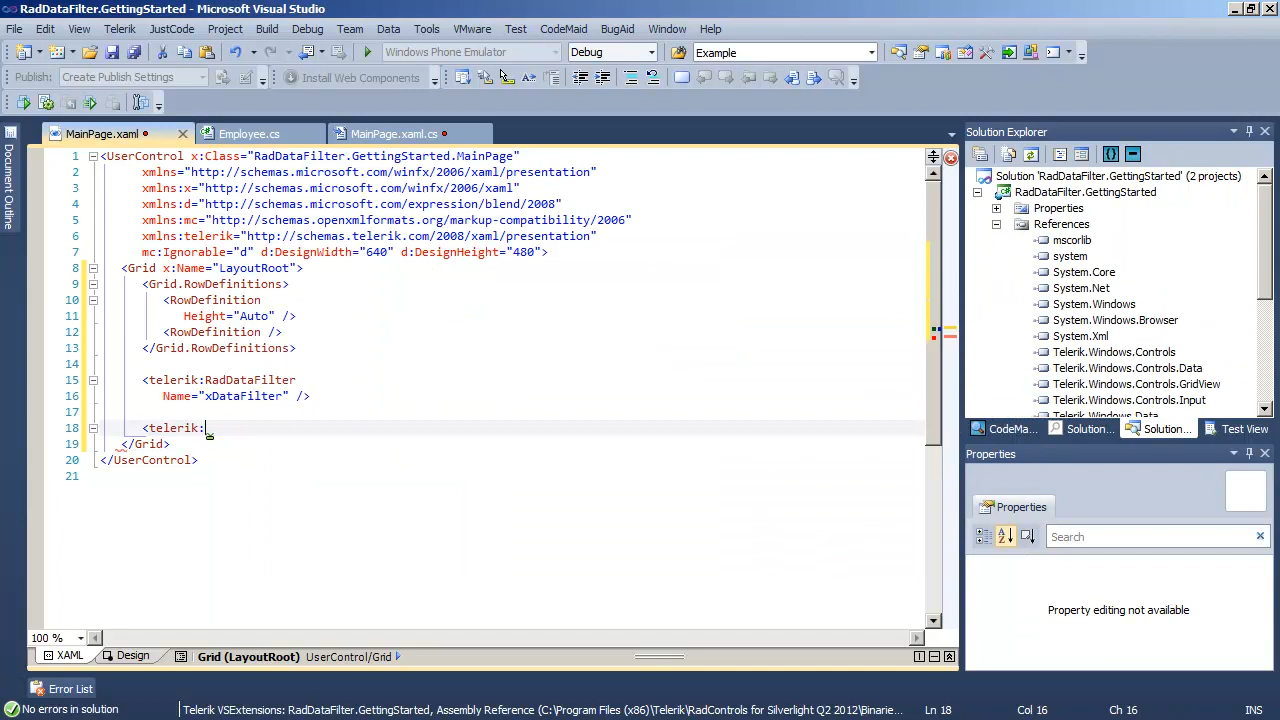 RadDataFilter.GettingStarted - Microsoft Visual Studio
File Edit View Telerik JustCode Project Build Debug Team Data Tools VMware Test CodeMaid BugAid Window Help
Windows Phone Emulator Debug Example
Publish: Create Publish Settings Install Web Components
Document Outline
MainPage.xaml Employee.cs MainPage.xaml.cs
1 <UserControl x:Class="RadDataFilter.GettingStarted.MainPage"
2 xmlns="http://schemas.microsoft.com/winfx/2006/xaml/presentation"
3 xmlns:x="http://schemas.microsoft.com/winfx/2006/xaml"
4 xmlns:d="http://schemas.microsoft.com/expression/blend/2008"
5 xmlns:mc="http://schemas.openxmlformats.org/markup-compatibility/2006"
6 xmlns:telerik="http://schemas.telerik.com/2008/xaml/presentation"
7 mc:Ignorable="d" d:DesignWidth="640" d:DesignHeight="480">
8 <Grid x:Name="LayoutRoot">
9 <Grid.RowDefinitions>
10 <RowDefinition
11 Height="Auto" />
12 <RowDefinition />
13 </Grid.RowDefinitions>
14
15 <telerik:RadDataFilter
16 Name="xDataFilter" />
17
18 <telerik:
19 </Grid>
20 </UserControl>
21
100 %
XAML Design Grid (LayoutRoot) UserControl/Grid
Solution Explorer
Solution 'RadDataFilter.GettingStarted' (2 projects)
RadDataFilter.GettingStarted
Properties
References
mscorlib
system
System.Core
System.Net
System.Windows
System.Windows.Browser
System.Xml
Telerik.Windows.Controls
Telerik.Windows.Controls.Data
Telerik.Windows.Controls.GridView
Telerik.Windows.Controls.Input
Telerik.Windows.Data
CodeMa... Solution... Solution... Test View
Properties
Properties
Search
Property editing not available
Error List
No errors in solution Telerik VSExtensions: RadDataFilter.GettingStarted, Assembly Reference (C:\Program Files (x86)\Telerik\RadControls for Silverlight Q2 2012\Binarie... Ln 18 Col 16 Ch 16 INS